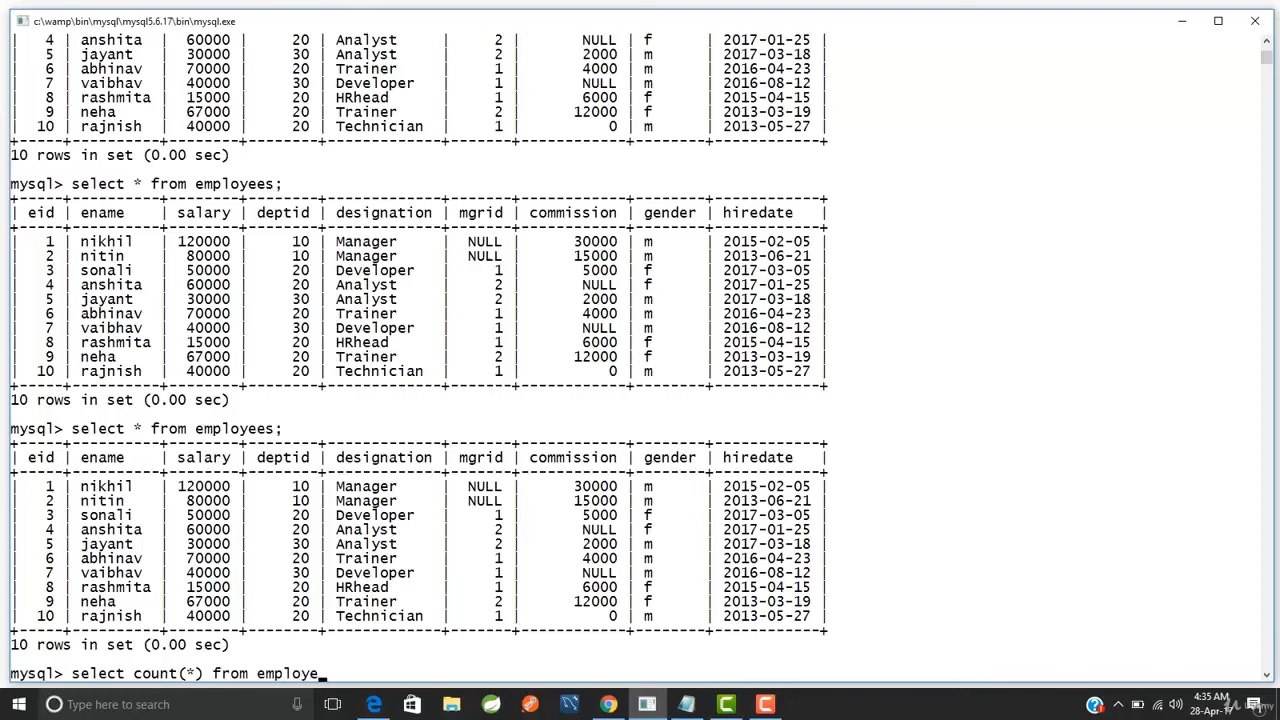 c:\wamp\bin\mysql\mysql5.6.17\bin\mysql.exe
| 4 | anshita | 60000 | 20 | Analyst | 2 | NULL | f | 2017-01-25 |
| 5 | jayant | 30000 | 30 | Analyst | 2 | 2000 | m | 2017-03-18 |
| 6 | abhinav | 70000 | 20 | Trainer | 1 | 4000 | m | 2016-04-23 |
| 7 | vaibhav | 40000 | 30 | Developer | 1 | NULL | m | 2016-08-12 |
| 8 | rashmita | 15000 | 20 | HRhead | 1 | 6000 | f | 2015-04-15 |
| 9 | neha | 67000 | 20 | Trainer | 2 | 12000 | f | 2013-03-19 |
| 10 | rajnish | 40000 | 20 | Technician | 1 | 0 | m | 2013-05-27 |
10 rows in set (0.00 sec)
mysql> select * from employees;
| eid | ename | salary | deptid | designation | mgrid | commission | gender | hiredate |
| 1 | nikhil | 120000 | 10 | Manager | NULL | 30000 | m | 2015-02-05 |
| 2 | nitin | 80000 | 10 | Manager | NULL | 15000 | m | 2013-06-21 |
| 3 | sonali | 50000 | 20 | Developer | 1 | 5000 | f | 2017-03-05 |
| 4 | anshita | 60000 | 20 | Analyst | 2 | NULL | f | 2017-01-25 |
| 5 | jayant | 30000 | 30 | Analyst | 2 | 2000 | m | 2017-03-18 |
| 6 | abhinav | 70000 | 20 | Trainer | 1 | 4000 | m | 2016-04-23 |
| 7 | vaibhav | 40000 | 30 | Developer | 1 | NULL | m | 2016-08-12 |
| 8 | rashmita | 15000 | 20 | HRhead | 1 | 6000 | f | 2015-04-15 |
| 9 | neha | 67000 | 20 | Trainer | 2 | 12000 | f | 2013-03-19 |
| 10 | rajnish | 40000 | 20 | Technician | 1 | 0 | m | 2013-05-27 |
10 rows in set (0.00 sec)
mysql> select * from employees;
| eid | ename | salary | deptid | designation | mgrid | commission | gender | hiredate |
| 1 | nikhil | 120000 | 10 | Manager | NULL | 30000 | m | 2015-02-05 |
| 2 | nitin | 80000 | 10 | Manager | NULL | 15000 | m | 2013-06-21 |
| 3 | sonali | 50000 | 20 | Developer | 1 | 5000 | f | 2017-03-05 |
| 4 | anshita | 60000 | 20 | Analyst | 2 | NULL | f | 2017-01-25 |
| 5 | jayant | 30000 | 30 | Analyst | 2 | 2000 | m | 2017-03-18 |
| 6 | abhinav | 70000 | 20 | Trainer | 1 | 4000 | m | 2016-04-23 |
| 7 | vaibhav | 40000 | 30 | Developer | 1 | NULL | m | 2016-08-12 |
| 8 | rashmita | 15000 | 20 | HRhead | 1 | 6000 | f | 2015-04-15 |
| 9 | neha | 67000 | 20 | Trainer | 2 | 12000 | f | 2013-03-19 |
| 10 | rajnish | 40000 | 20 | Technician | 1 | 0 | m | 2013-05-27 |
10 rows in set (0.00 sec)
mysql> select count(*) from employe_
Type here to search
4:35 AM
28-Apr-